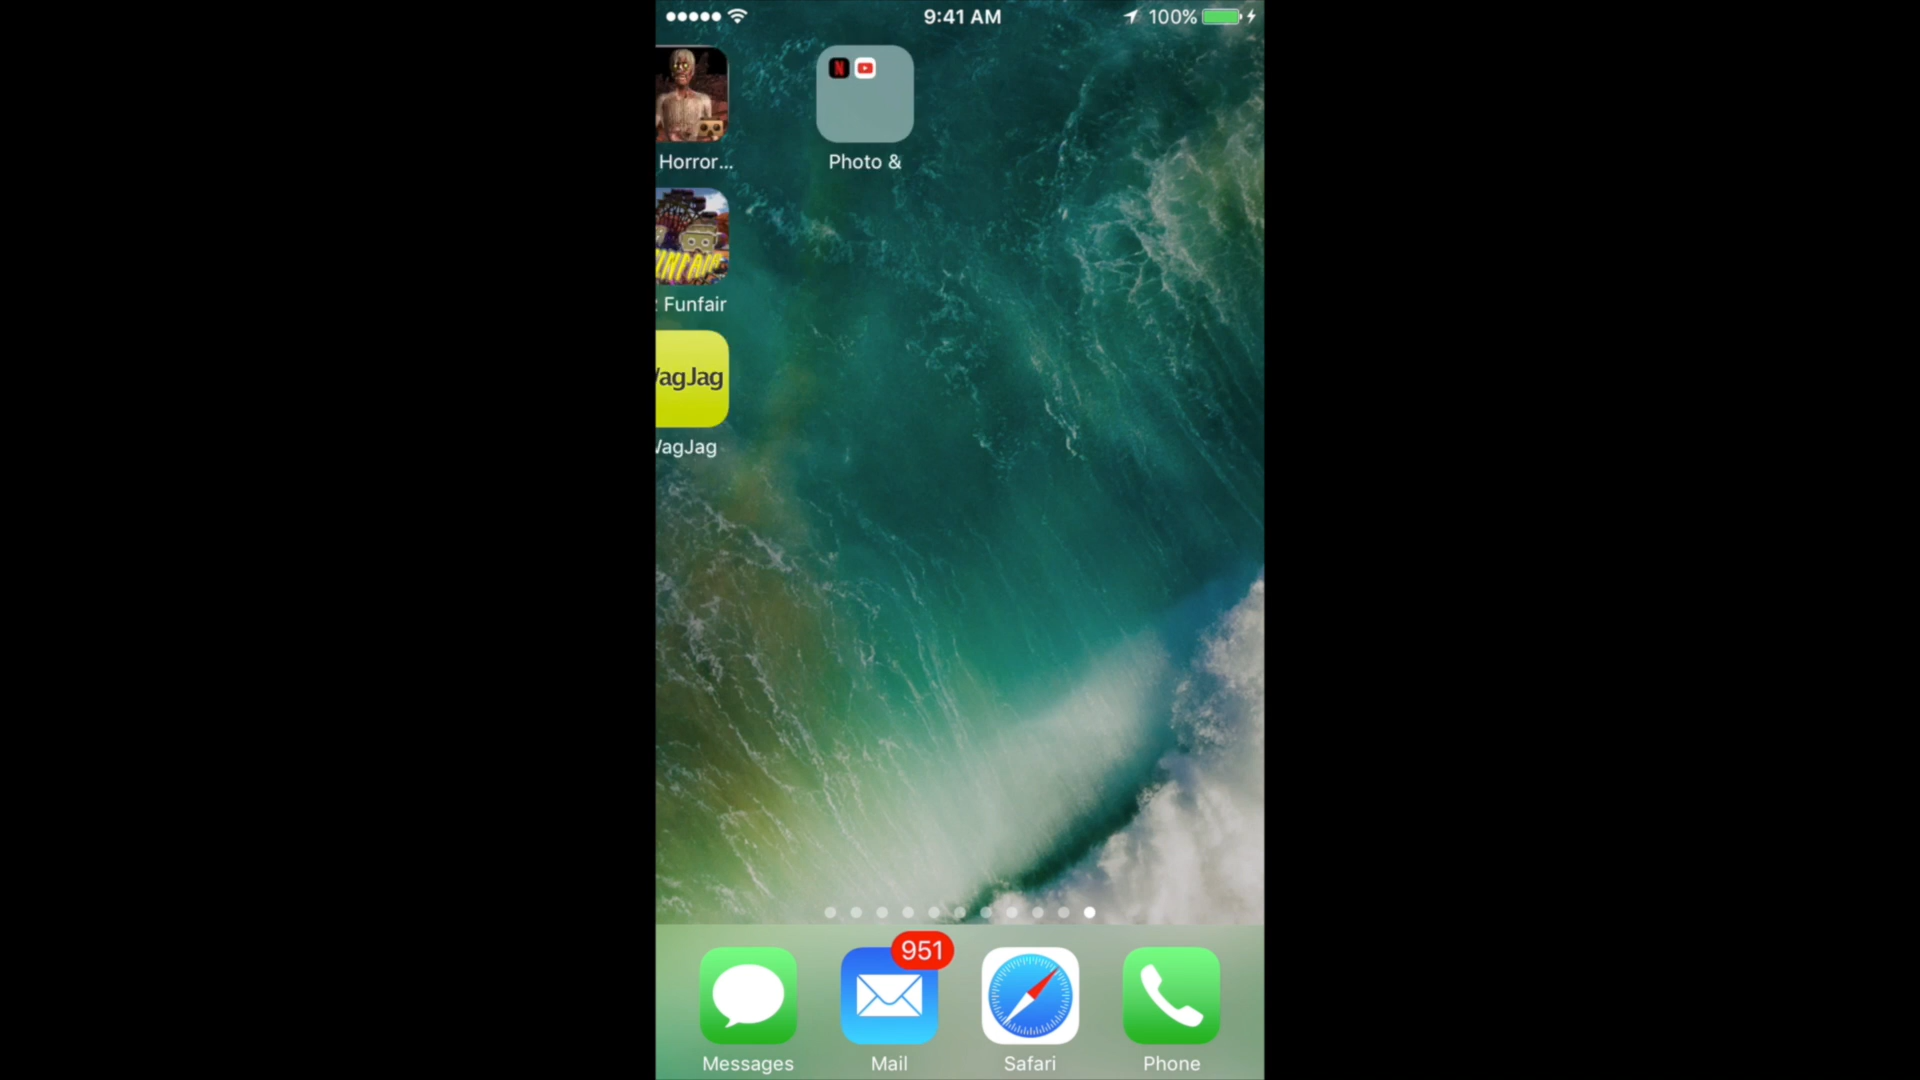 9:41 AM
100%
N
Horror...
Photo &
Funfair
agJag
agJag
951
Messages
Mail
Safari
Phone